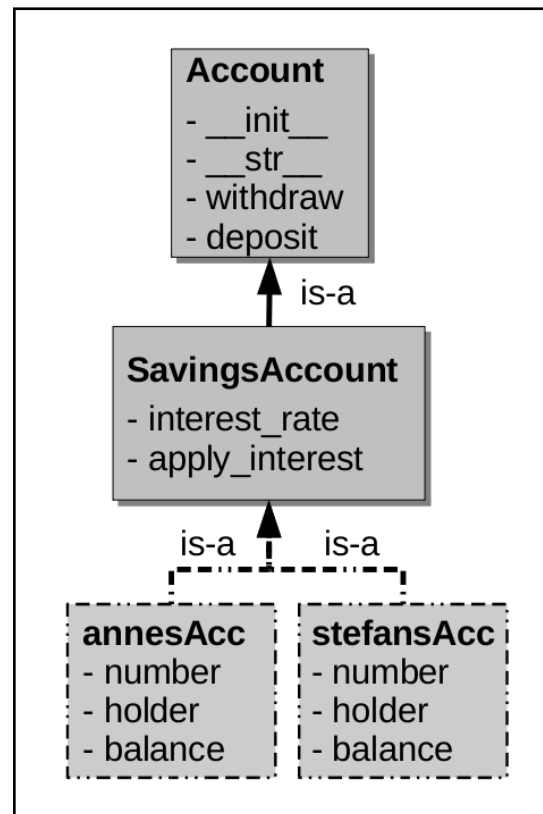 Account
- __init__
- __str__
- withdraw
- deposit
is-a
SavingsAccount
- interest_rate
- apply_interest
is-a is-a
annesAcc
- number
- holder
- balance
stefansAcc
- number
- holder
- balance